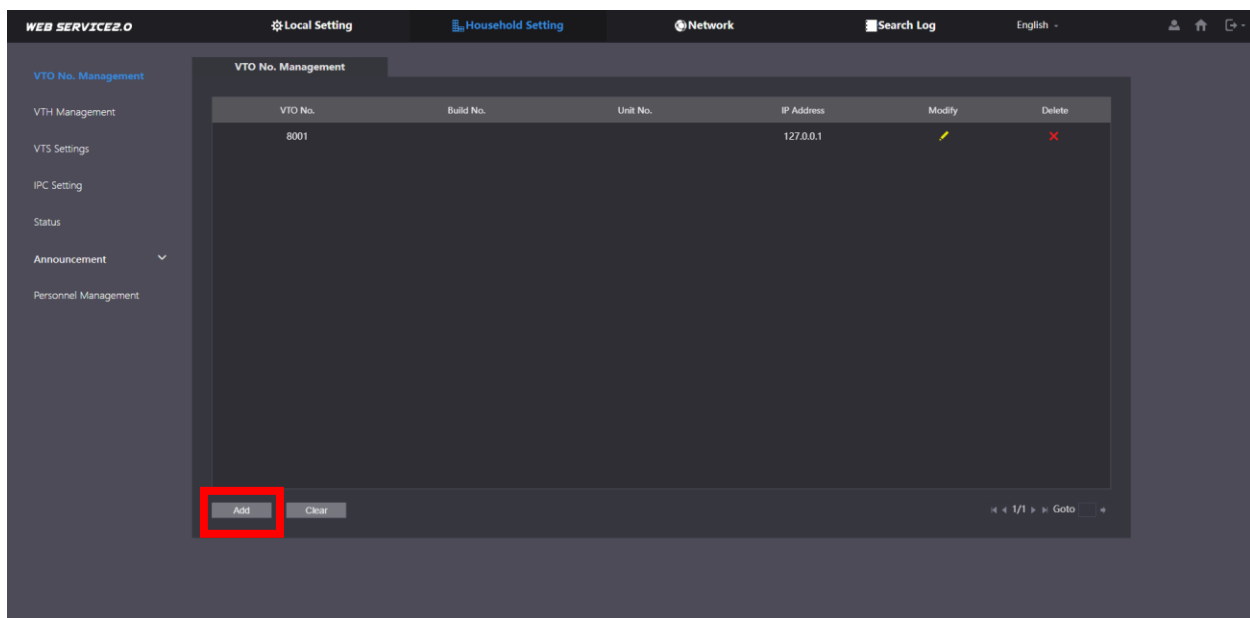 WEB SERVICE2.0 Local Setting Household Setting Network Search Log English
VTO No. Management
VTH Management
VTS Settings
IPC Setting
Status
Announcement
Personnel Management
VTO No. Management
VTO No. Build No. Unit No. IP Address Modify Delete
8001 127.0.0.1
Add Clear 1/1 Goto